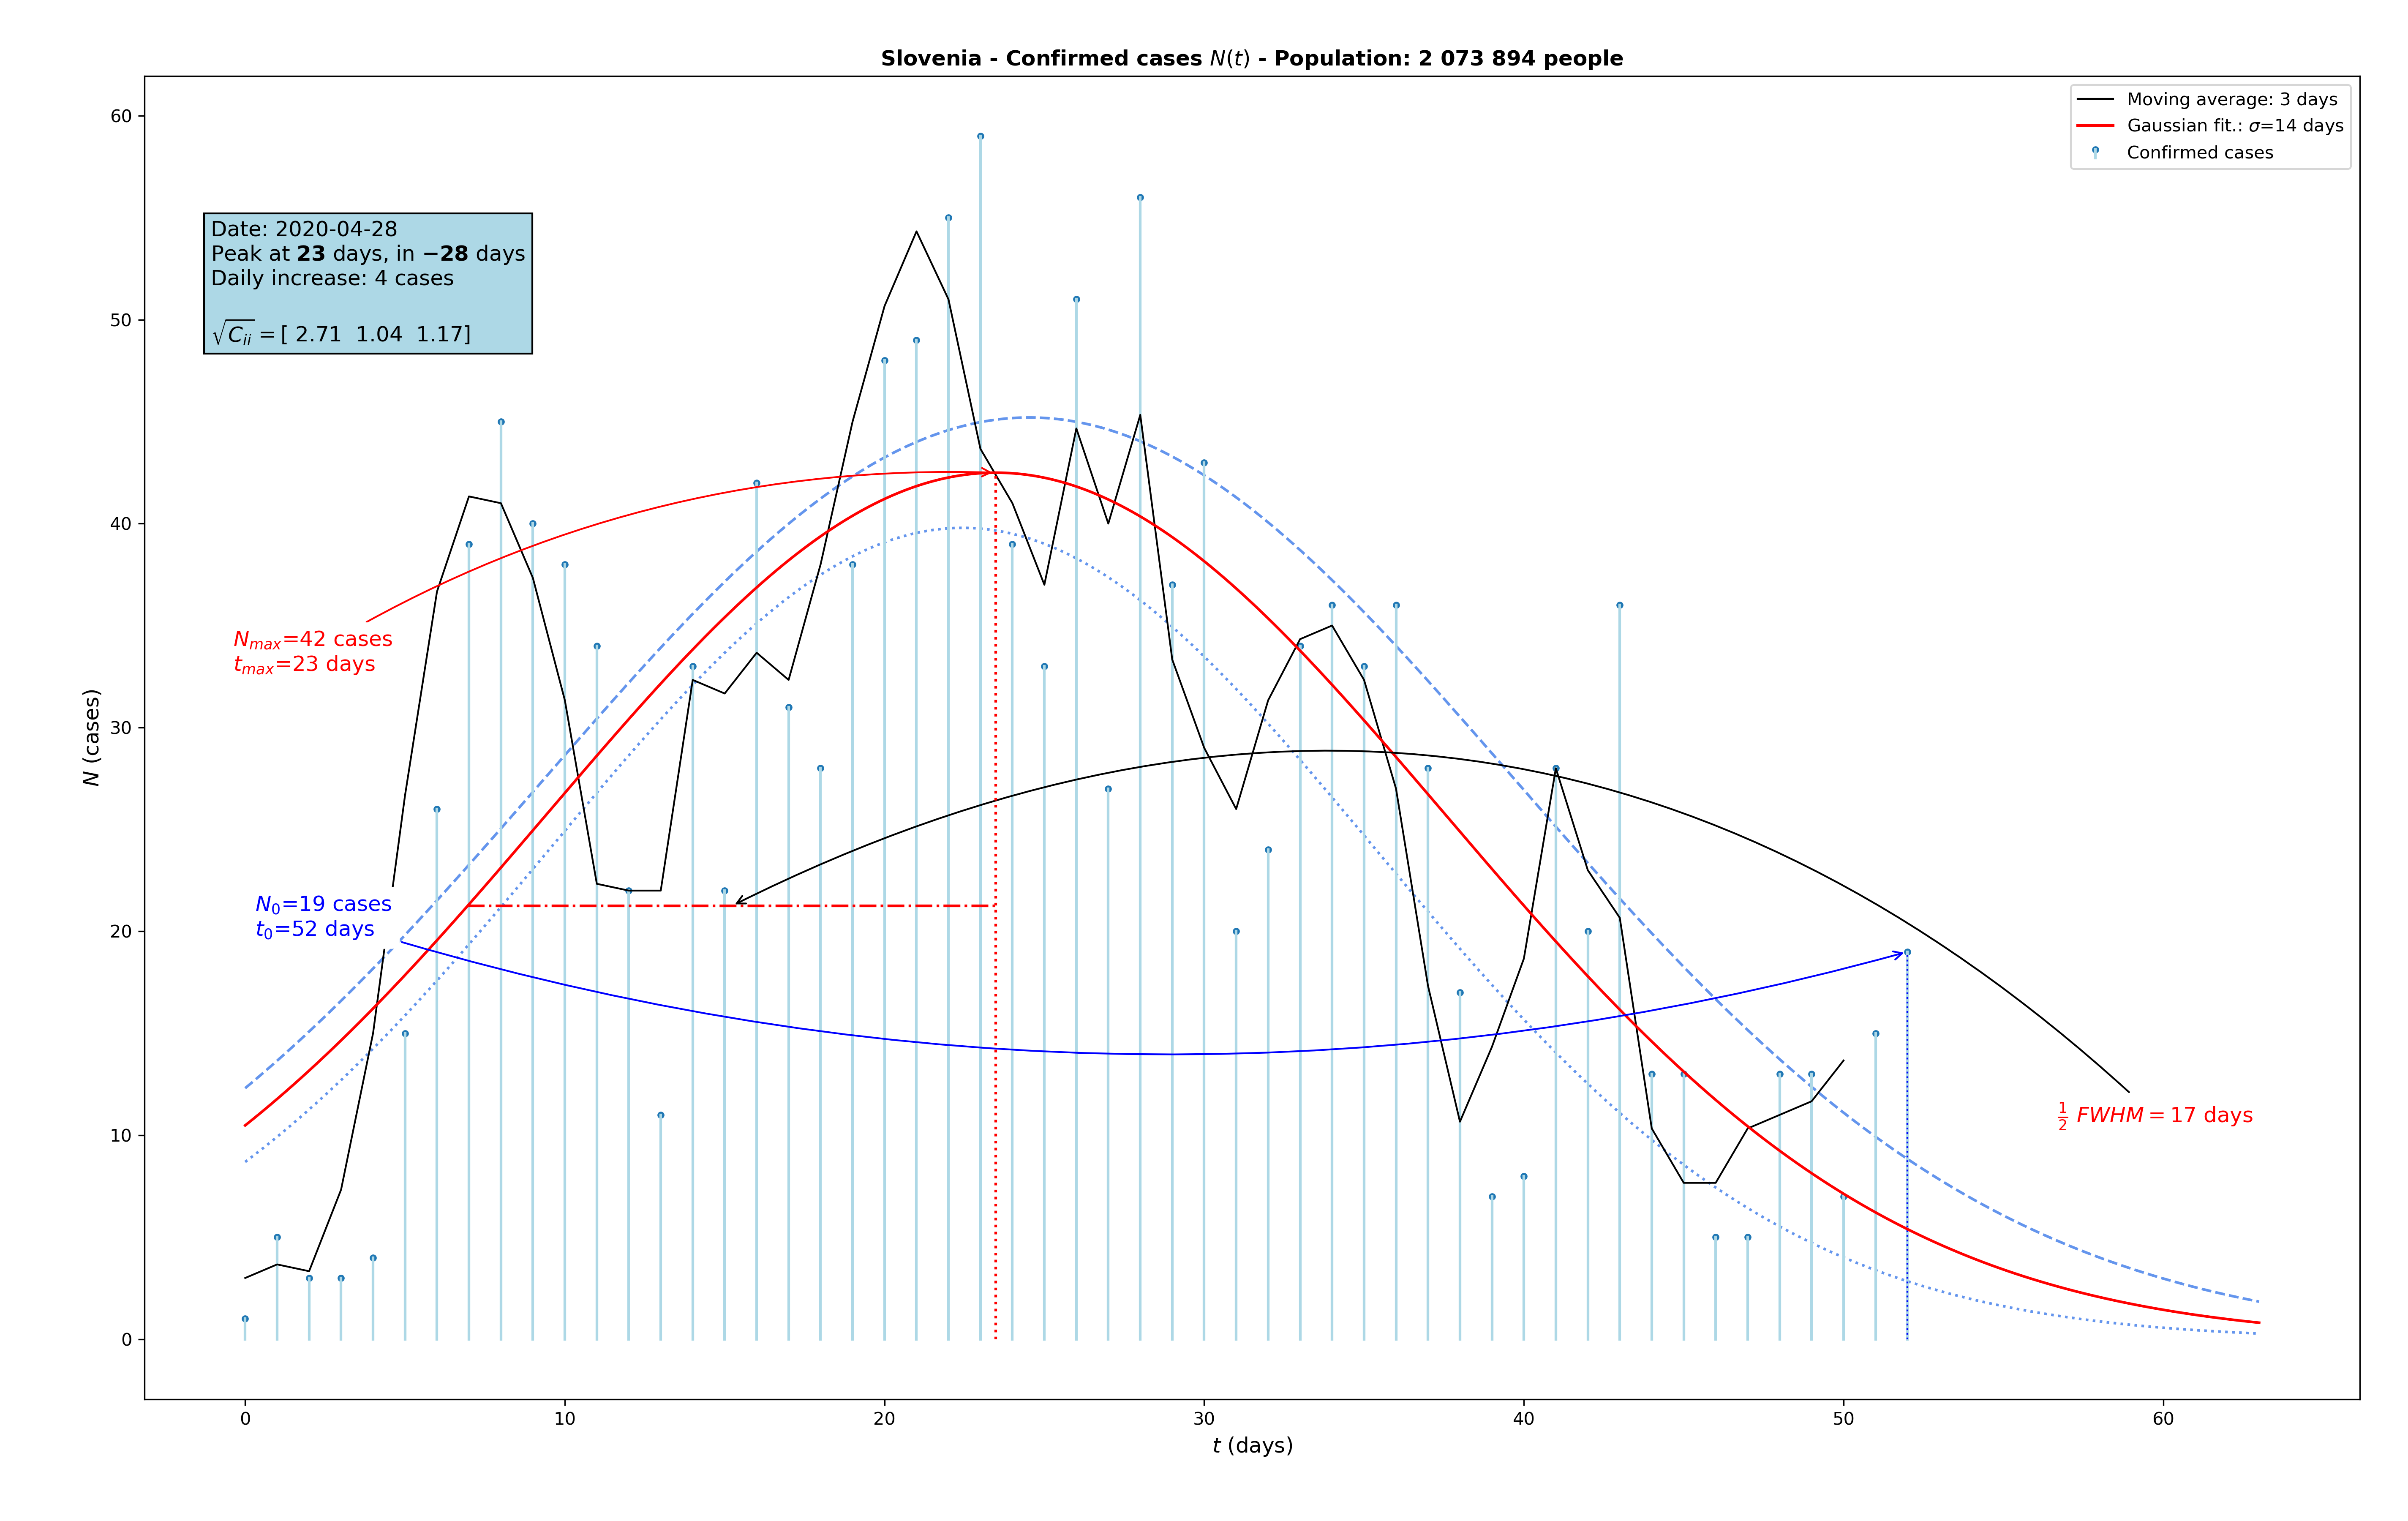 Slovenia - Confirmed cases N(t) - Population: 2 073 894 people
Moving average: 3 days
Gaussian fit.: σ=14 days
Confirmed cases
Date: 2020-04-28
Peak at 23 days, in −28 days
Daily increase: 4 cases
√C_ii = [ 2.71 1.04 1.17]
N_max=42 cases
t_max=23 days
N_0=19 cases
t_0=52 days
1/2 FWHM = 17 days
N (cases)
60
50
40
30
20
10
0
0 10 20 30 40 50 60
t (days)